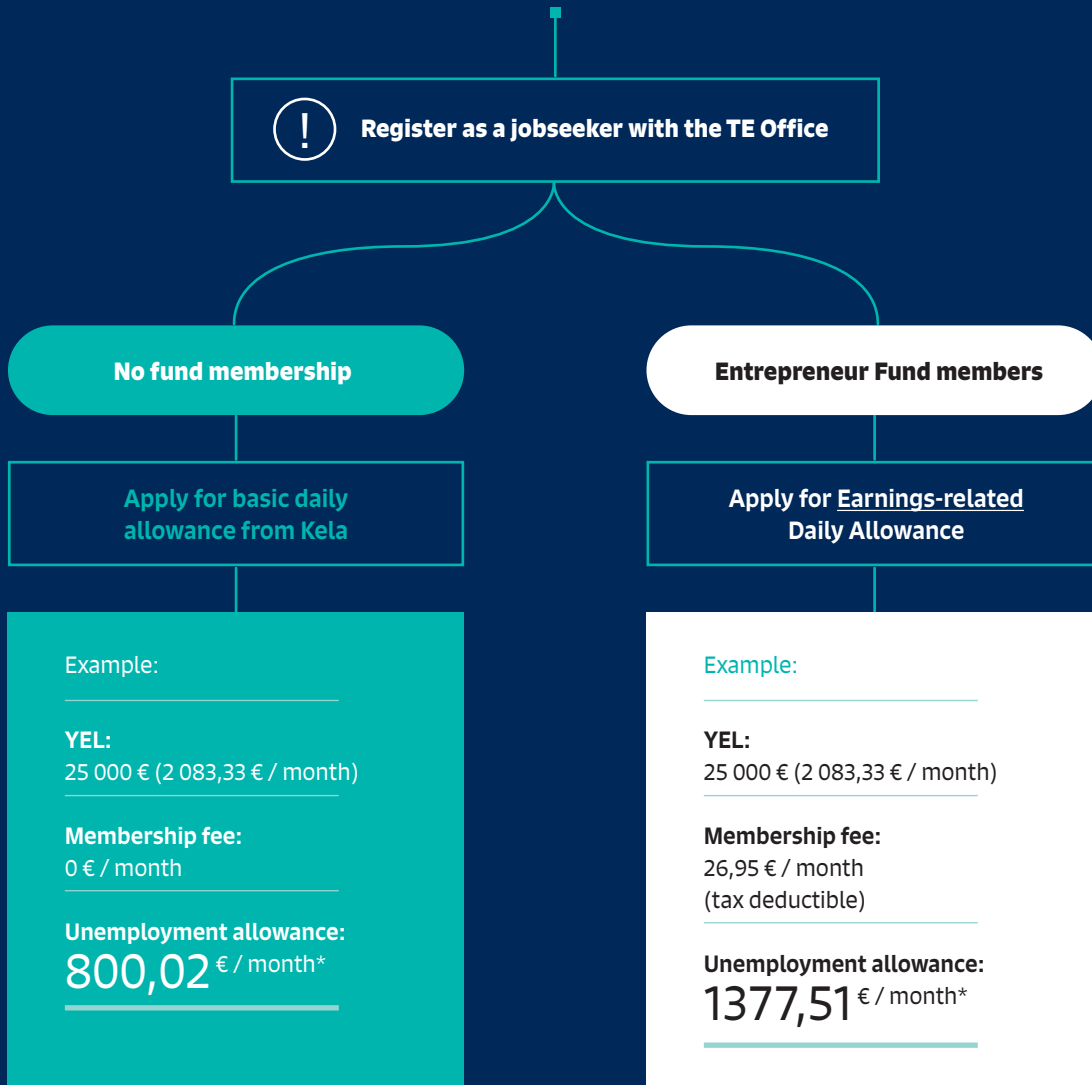 ! Register as a jobseeker with the TE Office
No fund membership
Apply for basic daily
allowance from Kela
Example:
YEL:
25 000 € (2 083,33 € / month)
Membership fee:
0 € / month
Unemployment allowance:
800,02 € / month*
Entrepreneur Fund members
Apply for Earnings-related
Daily Allowance
Example:
YEL:
25 000 € (2 083,33 € / month)
Membership fee:
26,95 € / month
(tax deductible)
Unemployment allowance:
1377,51 € / month*